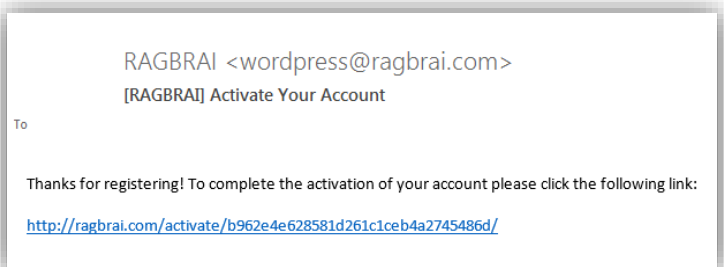 RAGBRAI <wordpress@ragbrai.com>
[RAGBRAI] Activate Your Account
To
Thanks for registering! To complete the activation of your account please click the following link:
http://ragbrai.com/activate/b962e4e628581d261c1ceb4a2745486d/